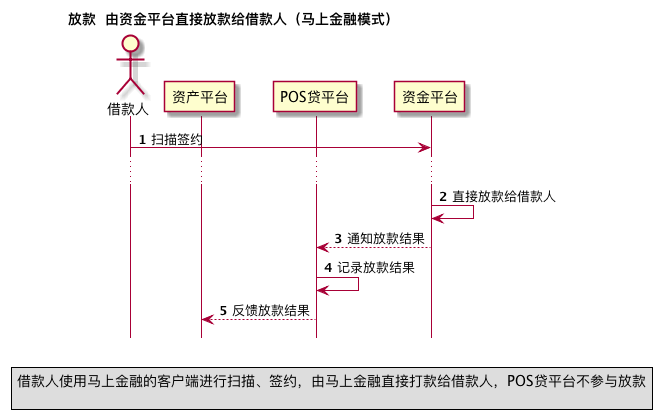 放款 由资金平台直接放款给借款人（马上金融模式）
借款人
资产平台
POS贷平台
资金平台
1 扫描签约
2 直接放款给借款人
3 通知放款结果
4 记录放款结果
5 反馈放款结果
借款人使用马上金融的客户端进行扫描、签约，由马上金融直接打款给借款人，POS贷平台不参与放款